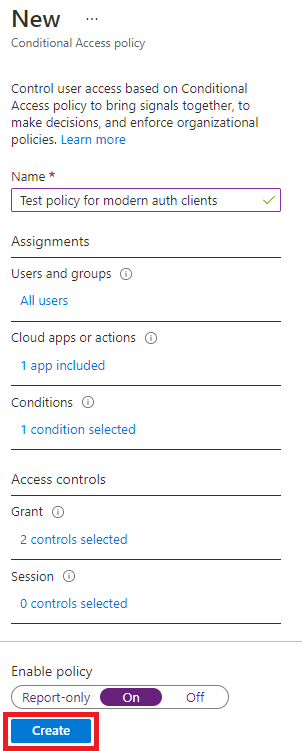 New ...
Conditional Access policy
Control user access based on Conditional
Access policy to bring signals together, to
make decisions, and enforce organizational
policies. Learn more
Name *
Test policy for modern auth clients
Assignments
Users and groups
All users
Cloud apps or actions
1 app included
Conditions
1 condition selected
Access controls
Grant
2 controls selected
Session
0 controls selected
Enable policy
Report-only On Off
Create